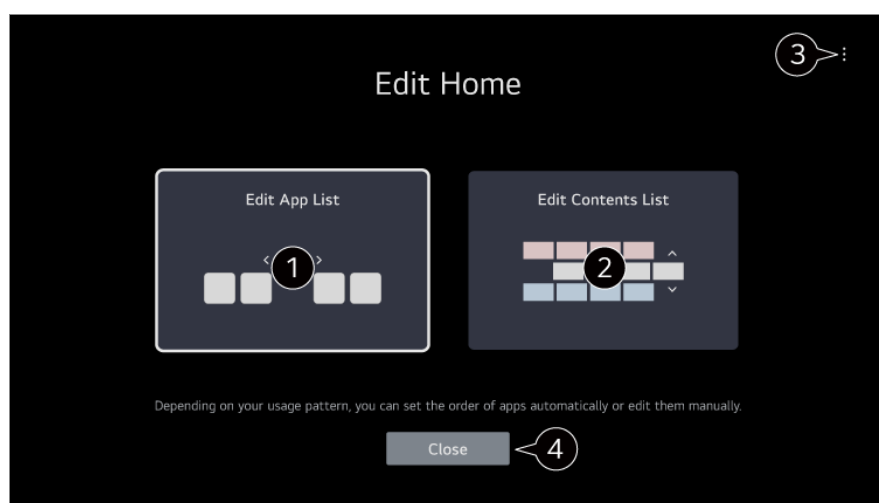 3
Edit Home
Edit App List
Edit Contents List
1
2
Depending on your usage pattern, you can set the order of apps automatically or edit them manually.
Close
4